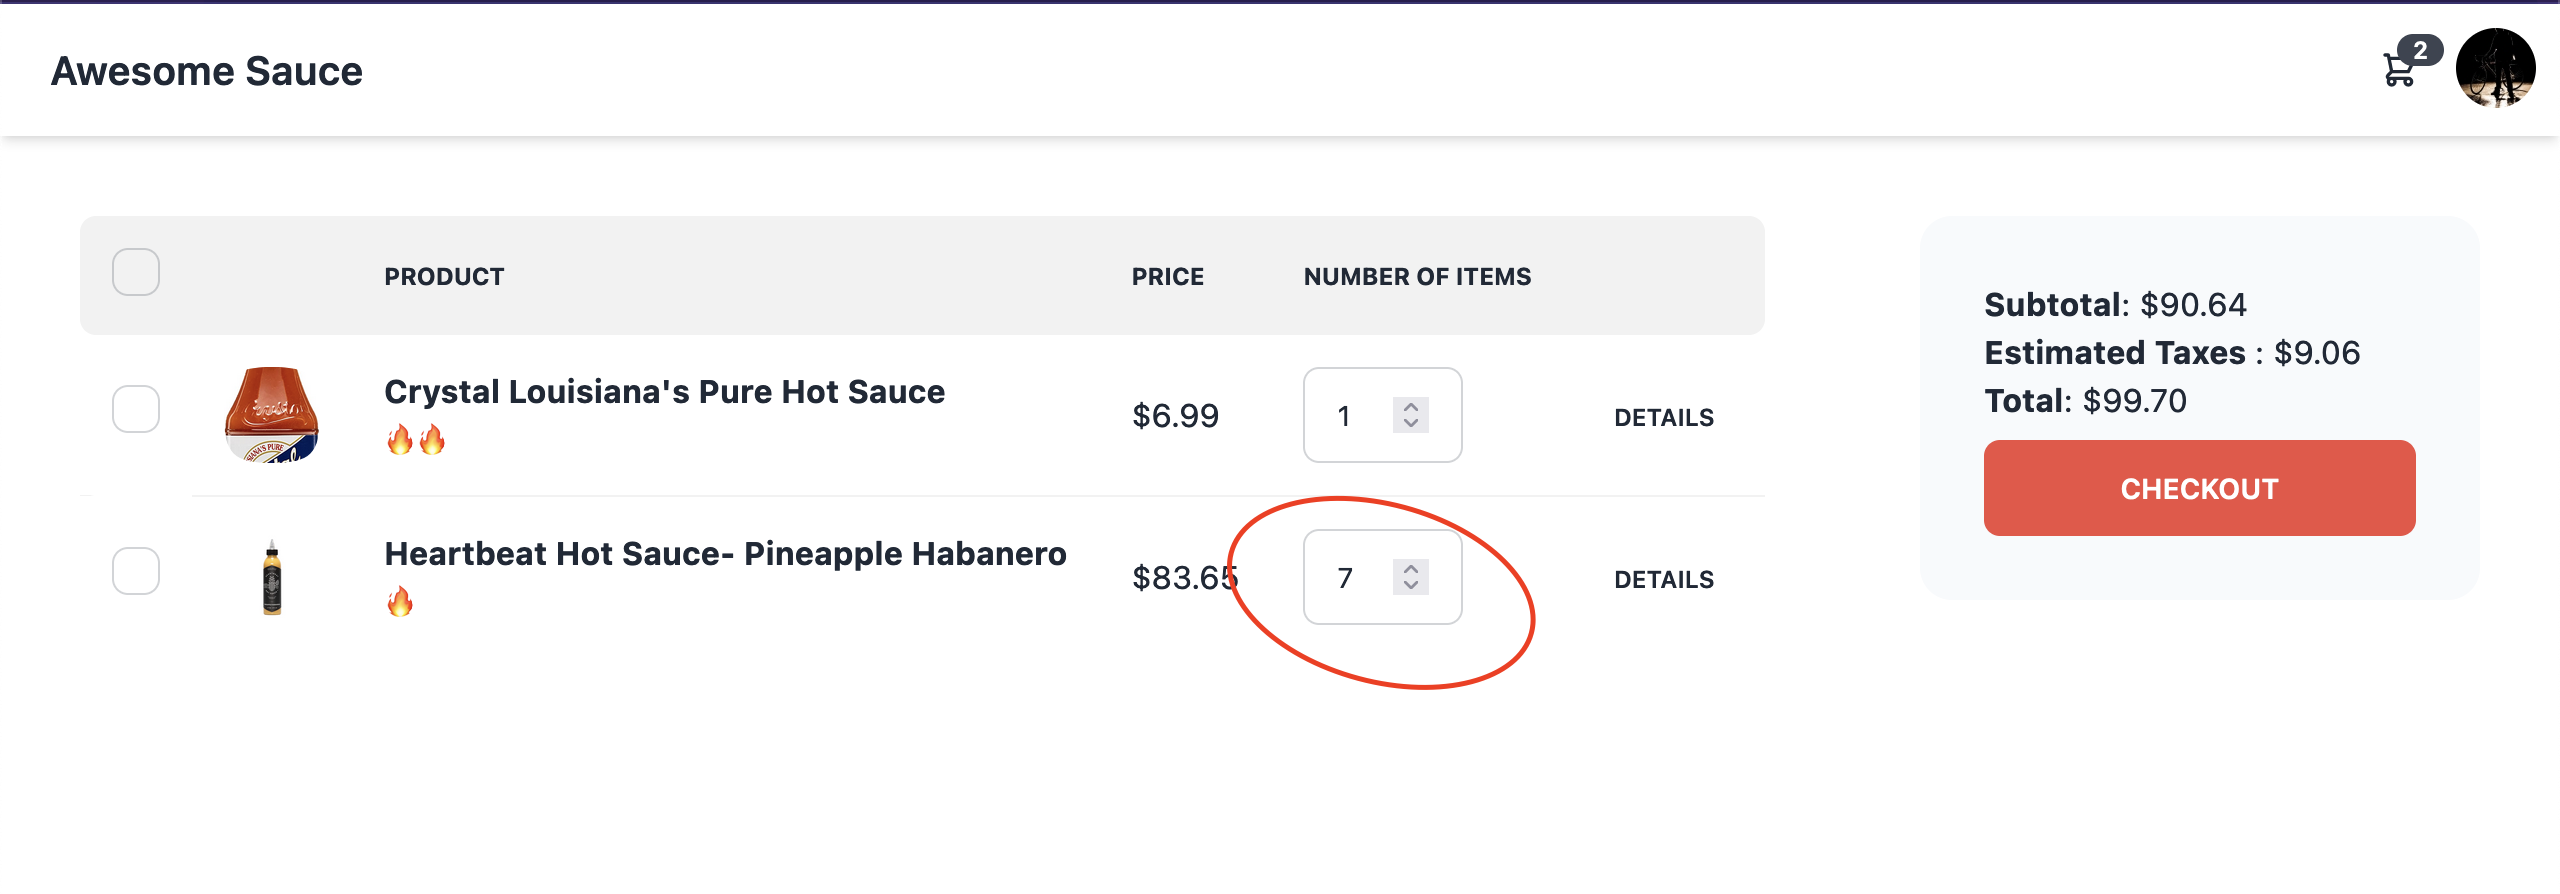 Awesome Sauce
2
PRODUCT PRICE NUMBER OF ITEMS
Crystal Louisiana's Pure Hot Sauce
$6.99 1 DETAILS
Heartbeat Hot Sauce- Pineapple Habanero
$83.65 7 DETAILS
Subtotal: $90.64
Estimated Taxes : $9.06
Total: $99.70
CHECKOUT